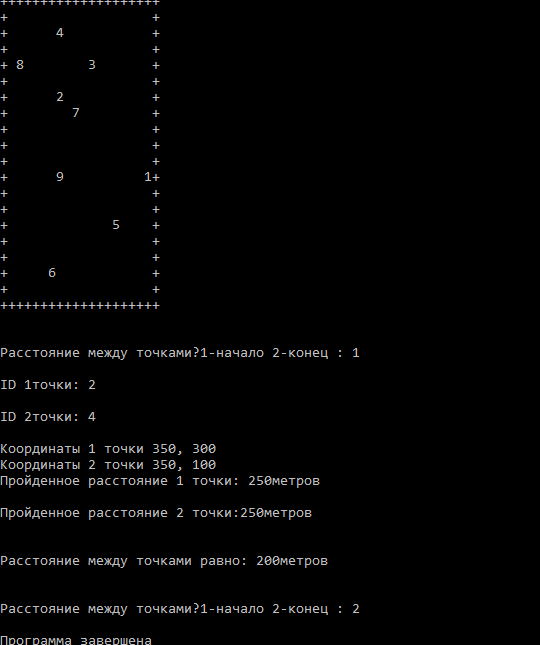 ++++++++++++++++++++
+                  +
+      4           +
+                  +
+ 8        3       +
+                  +
+      2           +
+        7         +
+                  +
+                  +
+                  +
+      9          1+
+                  +
+                  +
+             5    +
+                  +
+                  +
+     6            +
+                  +
++++++++++++++++++++
Расстояние между точками?1-начало 2-конец : 1
ID 1точки: 2
ID 2точки: 4
Координаты 1 точки 350, 300
Координаты 2 точки 350, 100
Пройденное расстояние 1 точки: 250метров
Пройденное расстояние 2 точки:250метров
Расстояние между точками равно: 200метров
Расстояние между точками?1-начало 2-конец : 2
Программа завершена